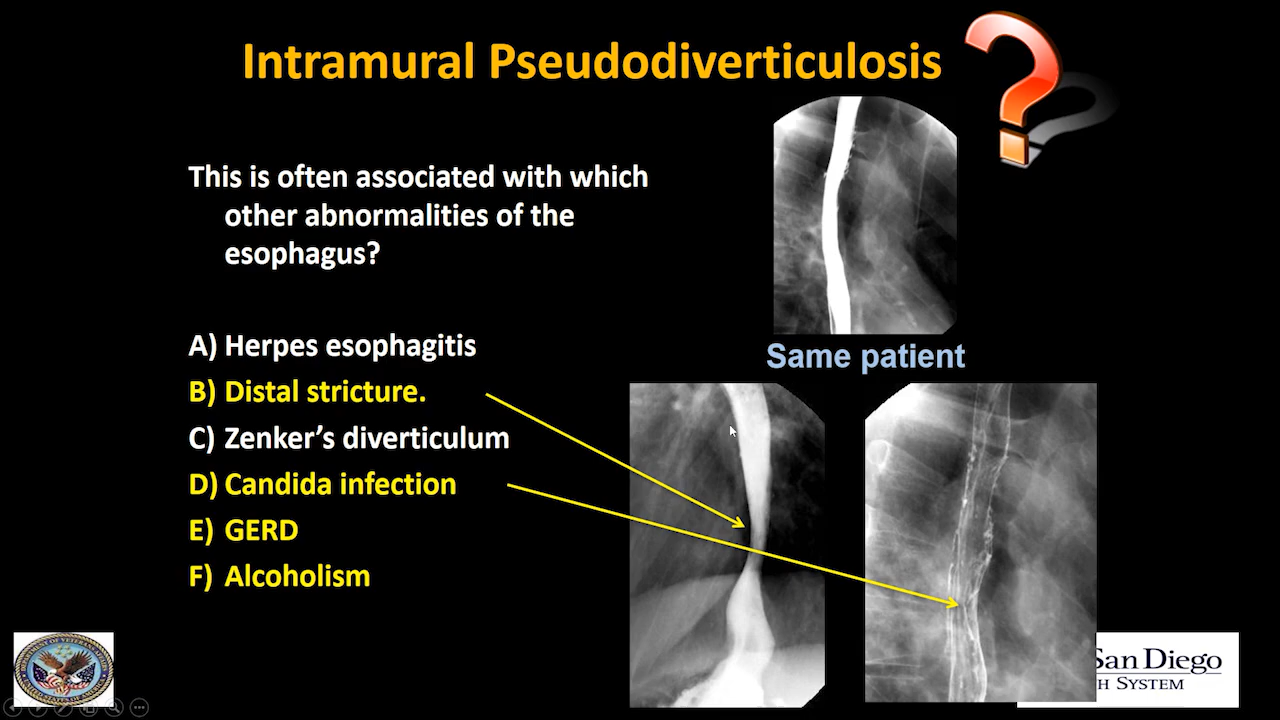 Intramural Pseudodiverticulosis
This is often associated with which
other abnormalities of the
esophagus?
A) Herpes esophagitis
B) Distal stricture.
C) Zenker’s diverticulum
D) Candida infection
E) GERD
F) Alcoholism
Same patient
San Diego
H SYSTEM